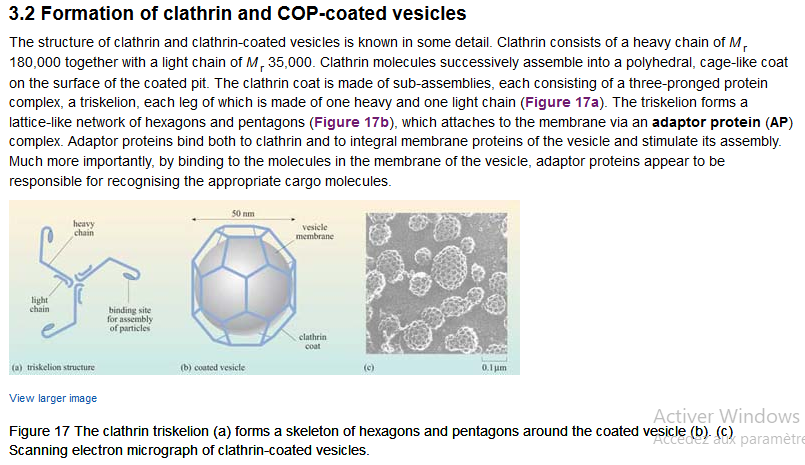 3.2 Formation of clathrin and COP-coated vesicles
The structure of clathrin and clathrin-coated vesicles is known in some detail. Clathrin consists of a heavy chain of Mr
180,000 together with a light chain of Mr 35,000. Clathrin molecules successively assemble into a polyhedral, cage-like coat
on the surface of the coated pit. The clathrin coat is made of sub-assemblies, each consisting of a three-pronged protein
complex, a triskelion, each leg of which is made of one heavy and one light chain (Figure 17a). The triskelion forms a
lattice-like network of hexagons and pentagons (Figure 17b), which attaches to the membrane via an adaptor protein (AP)
complex. Adaptor proteins bind both to clathrin and to integral membrane proteins of the vesicle and stimulate its assembly.
Much more importantly, by binding to the molecules in the membrane of the vesicle, adaptor proteins appear to be
responsible for recognising the appropriate cargo molecules.
heavy
chain
light
chain
binding site
for assembly
of particles
(a) triskelion structure
50 nm
vesicle
membrane
clathrin
coat
(b) coated vesicle
(c)
0.1 µm
View larger image
Activer Windows
Accédez aux paramètre
Figure 17 The clathrin triskelion (a) forms a skeleton of hexagons and pentagons around the coated vesicle (b). (c)
Scanning electron micrograph of clathrin-coated vesicles.